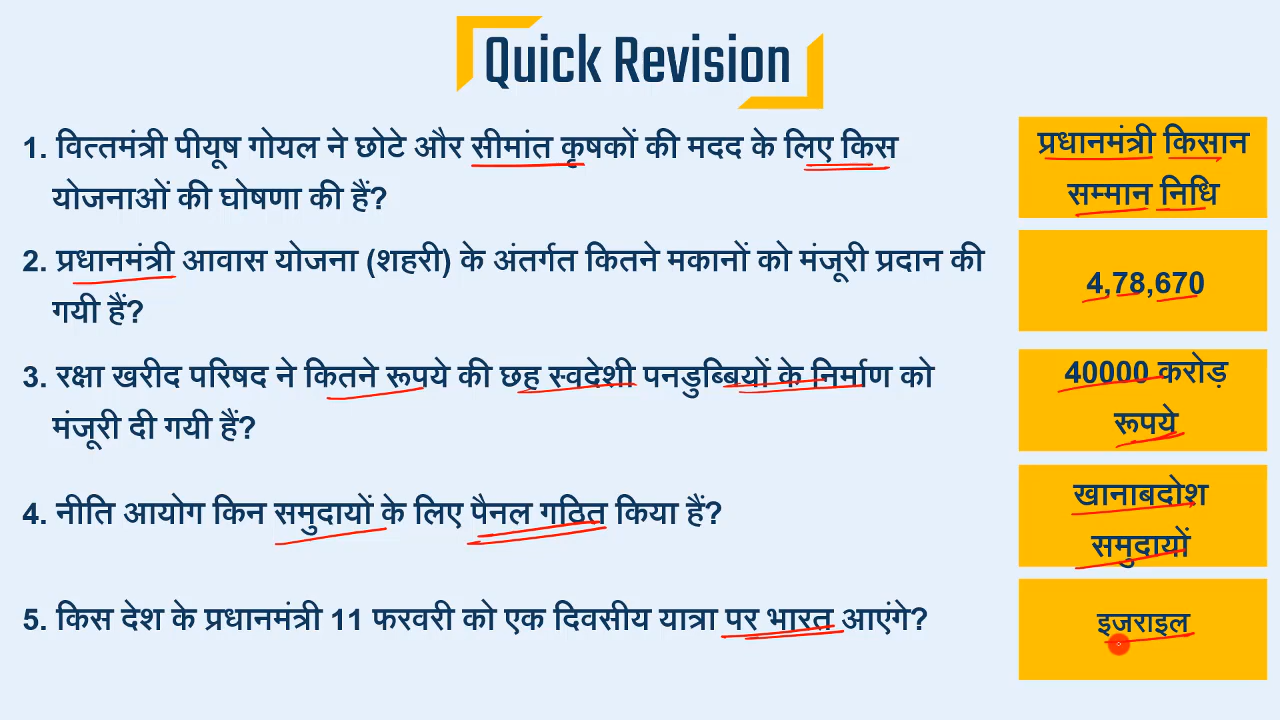 Quick Revision
1. वित्तमंत्री पीयूष गोयल ने छोटे और सीमांत कृषकों की मदद के लिए किस
योजनाओं की घोषणा की हैं?
प्रधानमंत्री किसान
सम्मान निधि
2. प्रधानमंत्री आवास योजना (शहरी) के अंतर्गत कितने मकानों को मंजूरी प्रदान की
गयी हैं?
4,78,670
3. रक्षा खरीद परिषद ने कितने रूपये की छह स्वदेशी पनडुब्बियों के निर्माण को
मंजूरी दी गयी हैं?
40000 करोड़
रूपये
4. नीति आयोग किन समुदायों के लिए पैनल गठित किया हैं?
खानाबदोश
समुदायों
5. किस देश के प्रधानमंत्री 11 फरवरी को एक दिवसीय यात्रा पर भारत आएंगे?
इजराइल